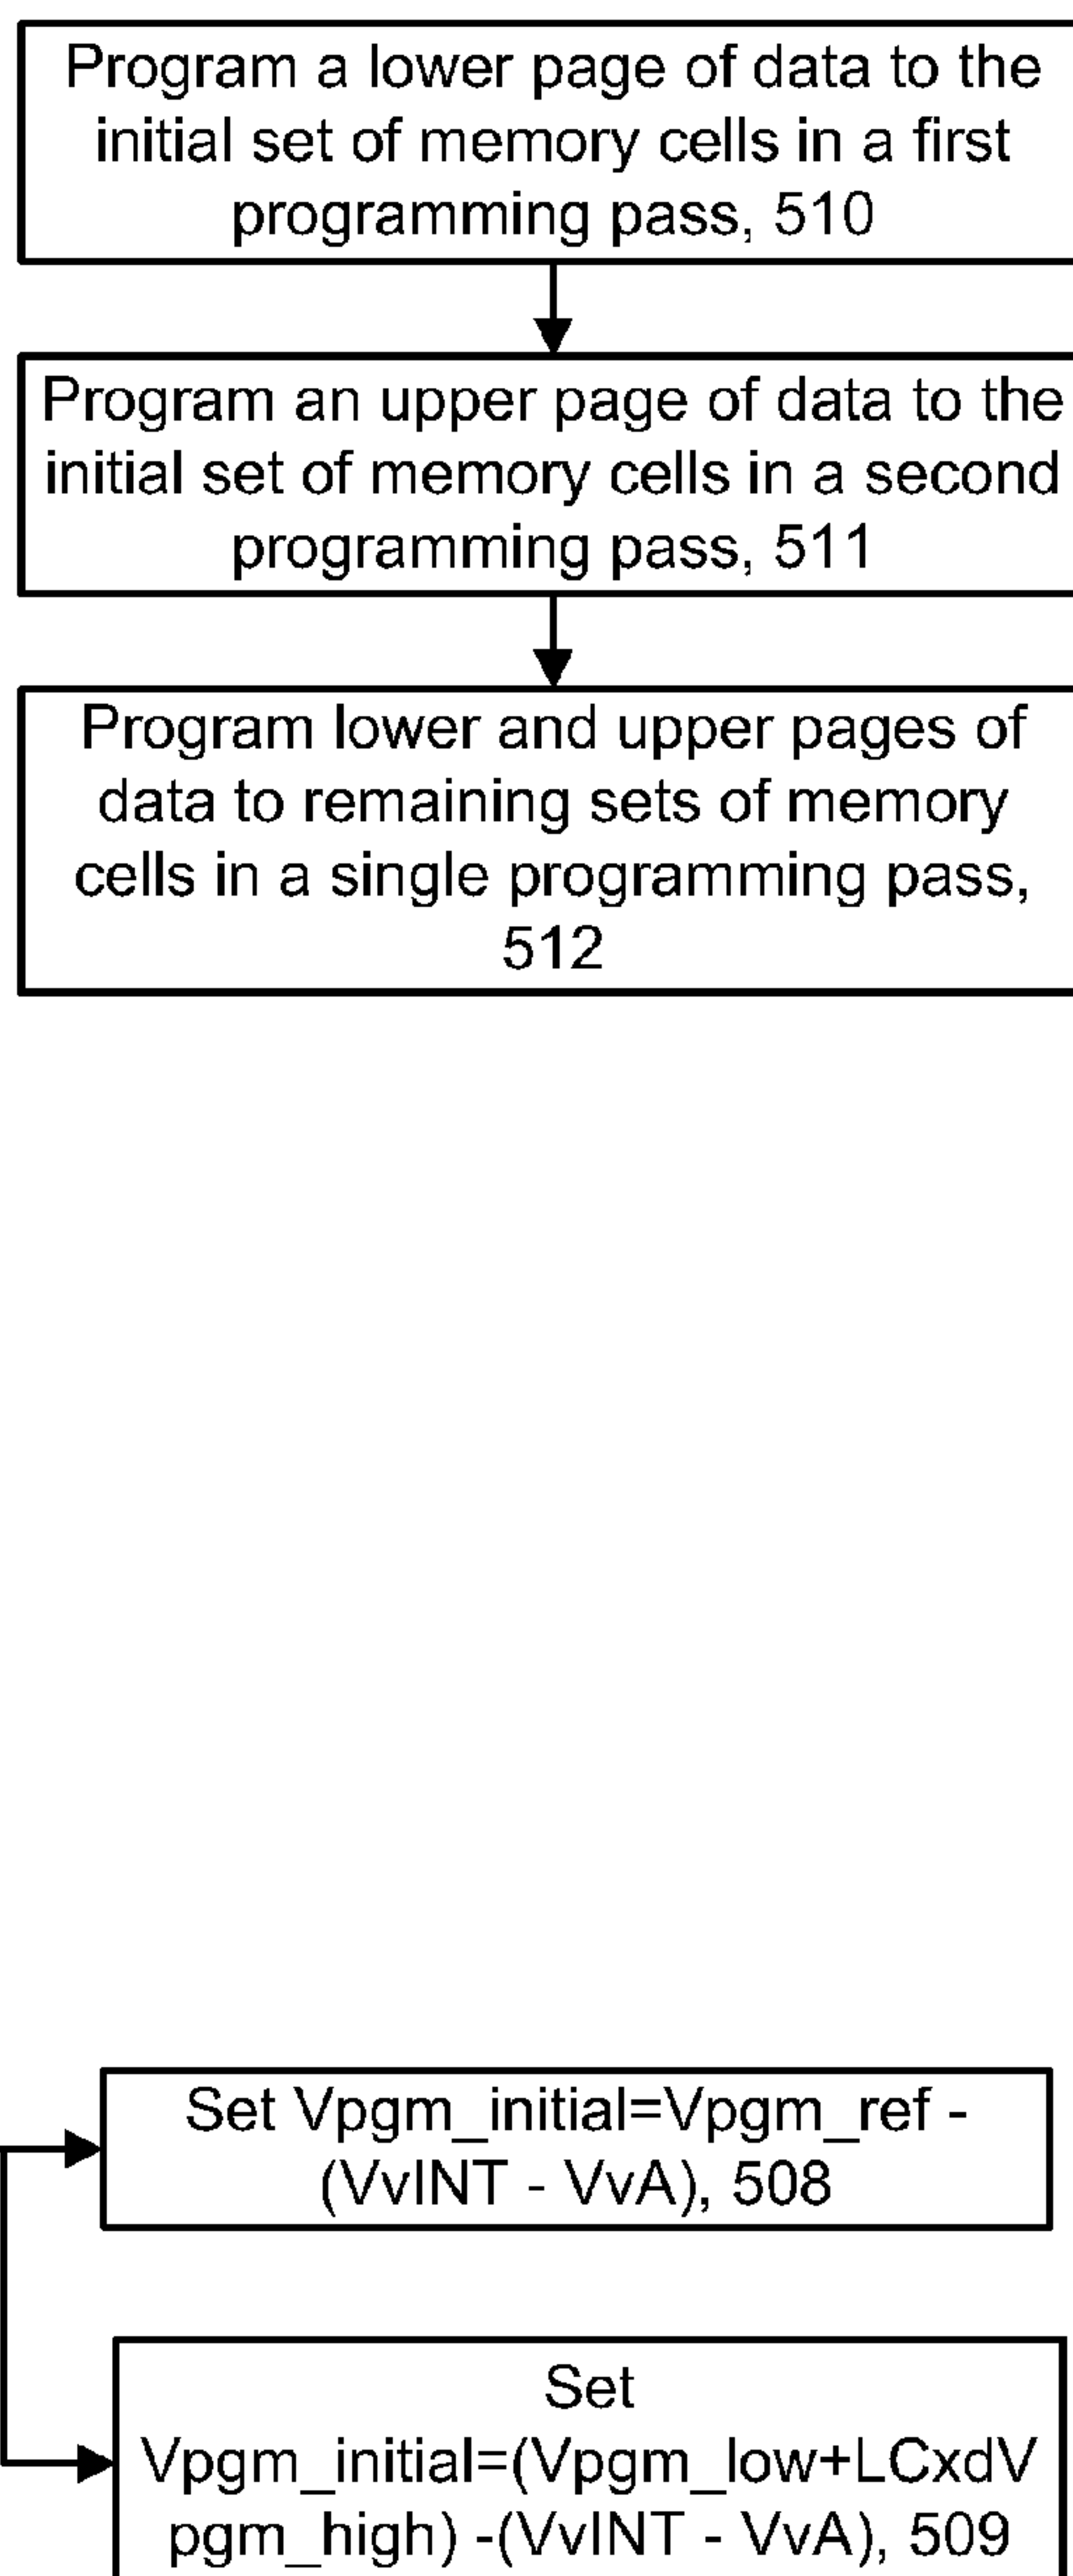 Program a lower page of data to the
initial set of memory cells in a first
programming pass, 510
Program an upper page of data to the
initial set of memory cells in a second
programming pass, 511
Program lower and upper pages of
data to remaining sets of memory
cells in a single programming pass,
512
Set Vpgm_initial=Vpgm_ref -
(VvINT - VvA), 508
Set
Vpgm_initial=(Vpgm_low+LCxdV
pgm_high) -(VvINT - VvA), 509